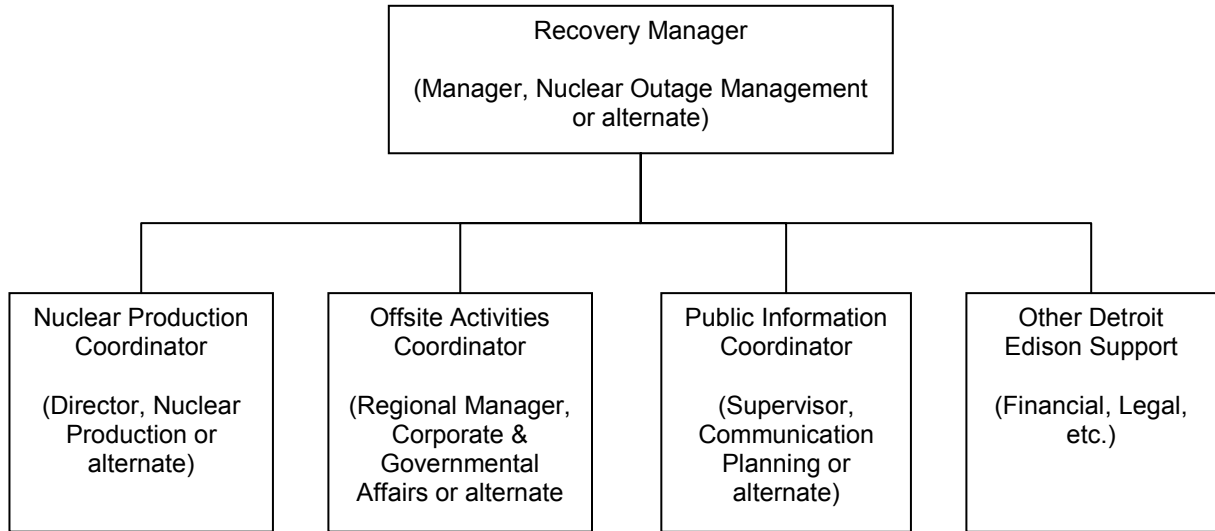 Recovery Manager
(Manager, Nuclear Outage Management
or alternate)
Nuclear Production
Coordinator
(Director, Nuclear
Production or
alternate)
Offsite Activities
Coordinator
(Regional Manager,
Corporate &
Governmental
Affairs or alternate
Public Information
Coordinator
(Supervisor,
Communication
Planning or
alternate)
Other Detroit
Edison Support
(Financial, Legal,
etc.)